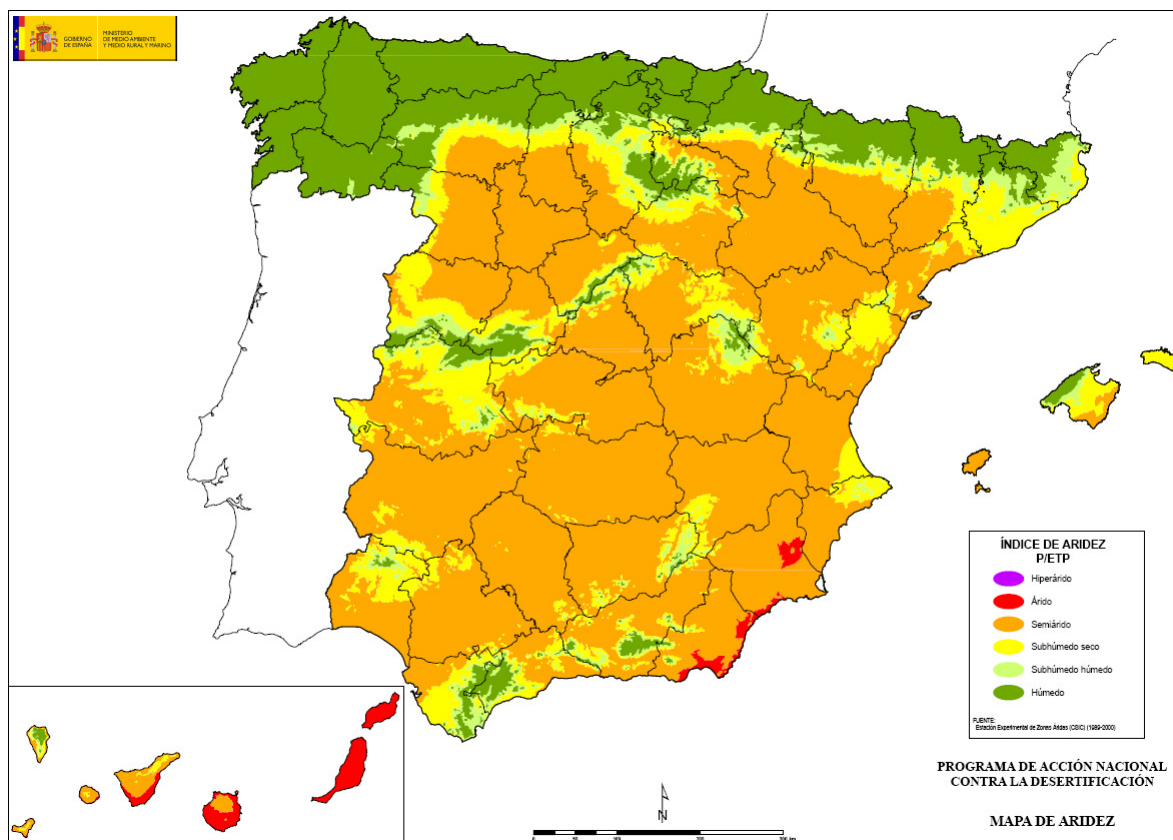 GOBIERNO
DE ESPAÑA
MINISTERIO
DE MEDIO AMBIENTE
Y MEDIO RURAL Y MARINO
ÍNDICE DE ARIDEZ
P/ETP
Hiperárido
Árido
Semiárido
Subhúmedo seco
Subhúmedo húmedo
Húmedo
FUENTE:
Estación Experimental de Zonas Áridas (CSIC) (1989-2000)
PROGRAMA DE ACCIÓN NACIONAL
CONTRA LA DESERTIFICACIÓN
MAPA DE ARIDEZ
N